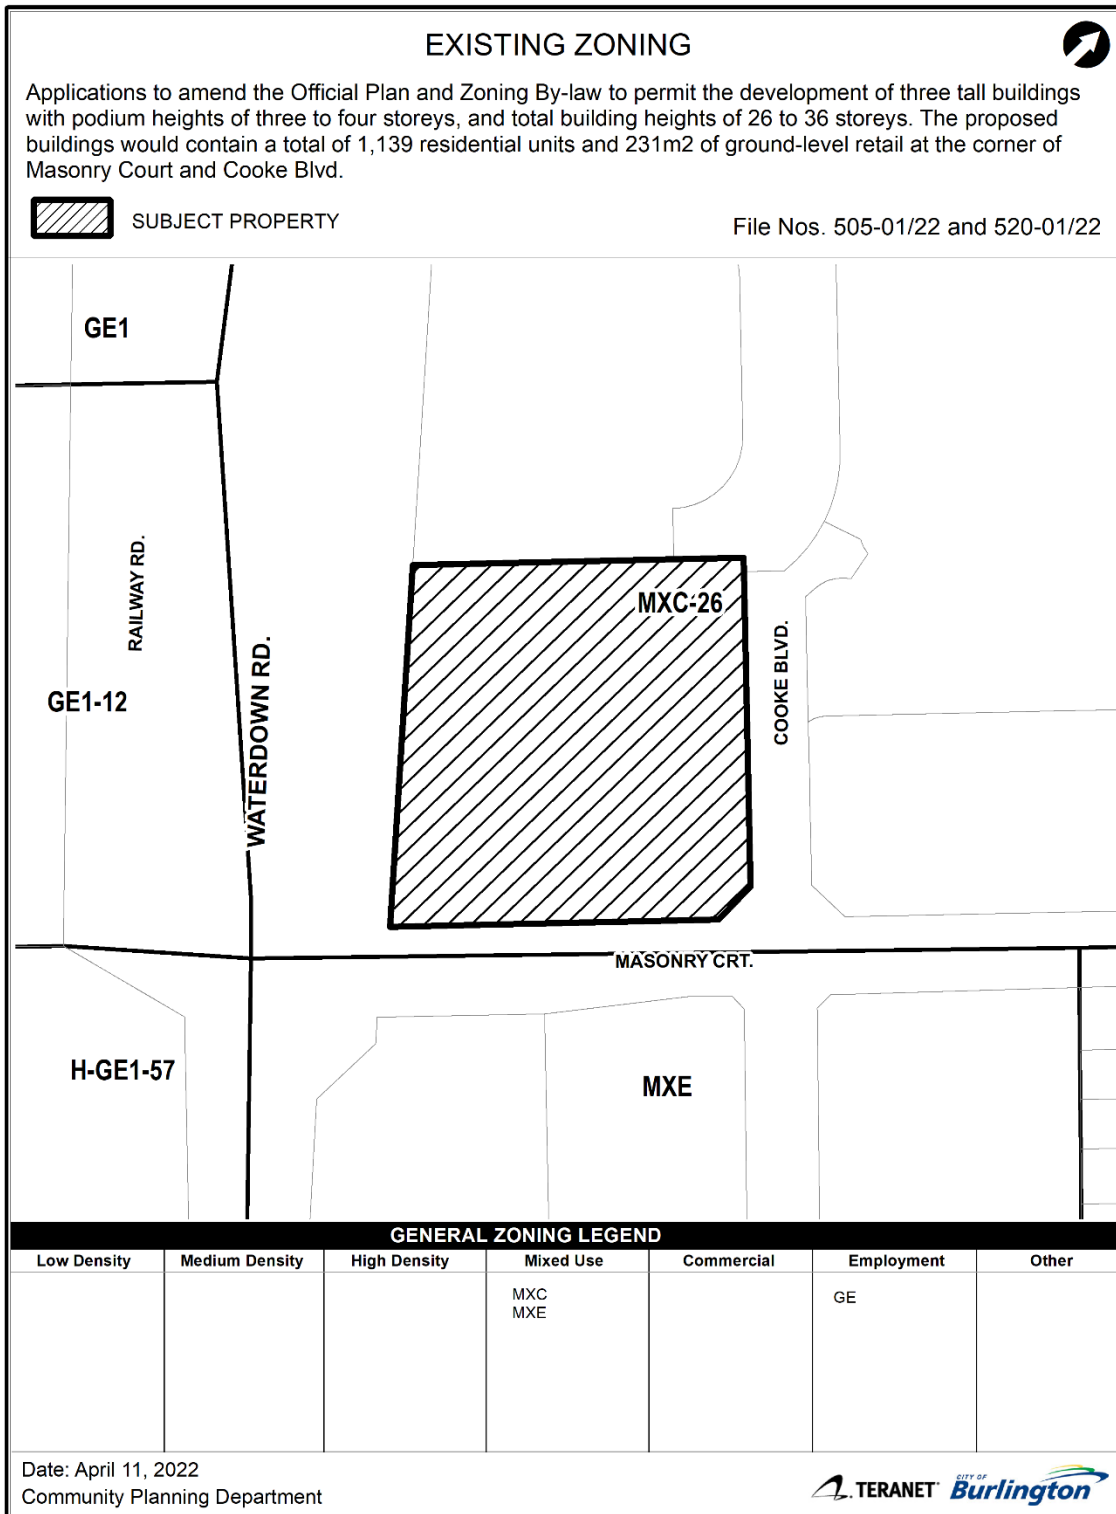 EXISTING ZONING
Applications to amend the Official Plan and Zoning By-law to permit the development of three tall buildings
with podium heights of three to four storeys, and total building heights of 26 to 36 storeys. The proposed
buildings would contain a total of 1,139 residential units and 231m2 of ground-level retail at the corner of
Masonry Court and Cooke Blvd.
SUBJECT PROPERTY
File Nos. 505-01/22 and 520-01/22
GE1
RAILWAY RD.
GE1-12
WATERDOWN RD.
MXC-26
COOKE BLVD.
MASONRY CRT.
H-GE1-57
MXE
GENERAL ZONING LEGEND
Low Density Medium Density High Density Mixed Use Commercial Employment Other
MXC GE
MXE
Date: April 11, 2022
Community Planning Department
TERANET
CITY OF
Burlington